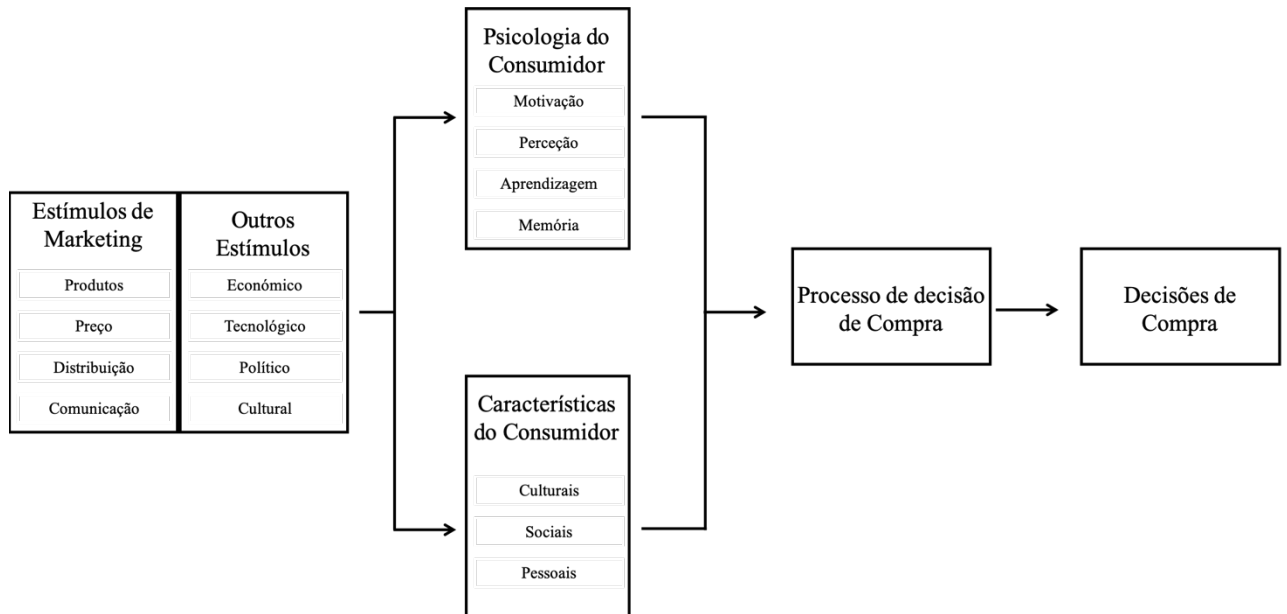 Estímulos de
Marketing
Produtos
Preço
Distribuição
Comunicação
Outros
Estímulos
Económico
Tecnológico
Político
Cultural
Psicologia do
Consumidor
Motivação
Perceção
Aprendizagem
Memória
Características
do Consumidor
Culturais
Sociais
Pessoais
Processo de decisão
de Compra
Decisões de
Compra